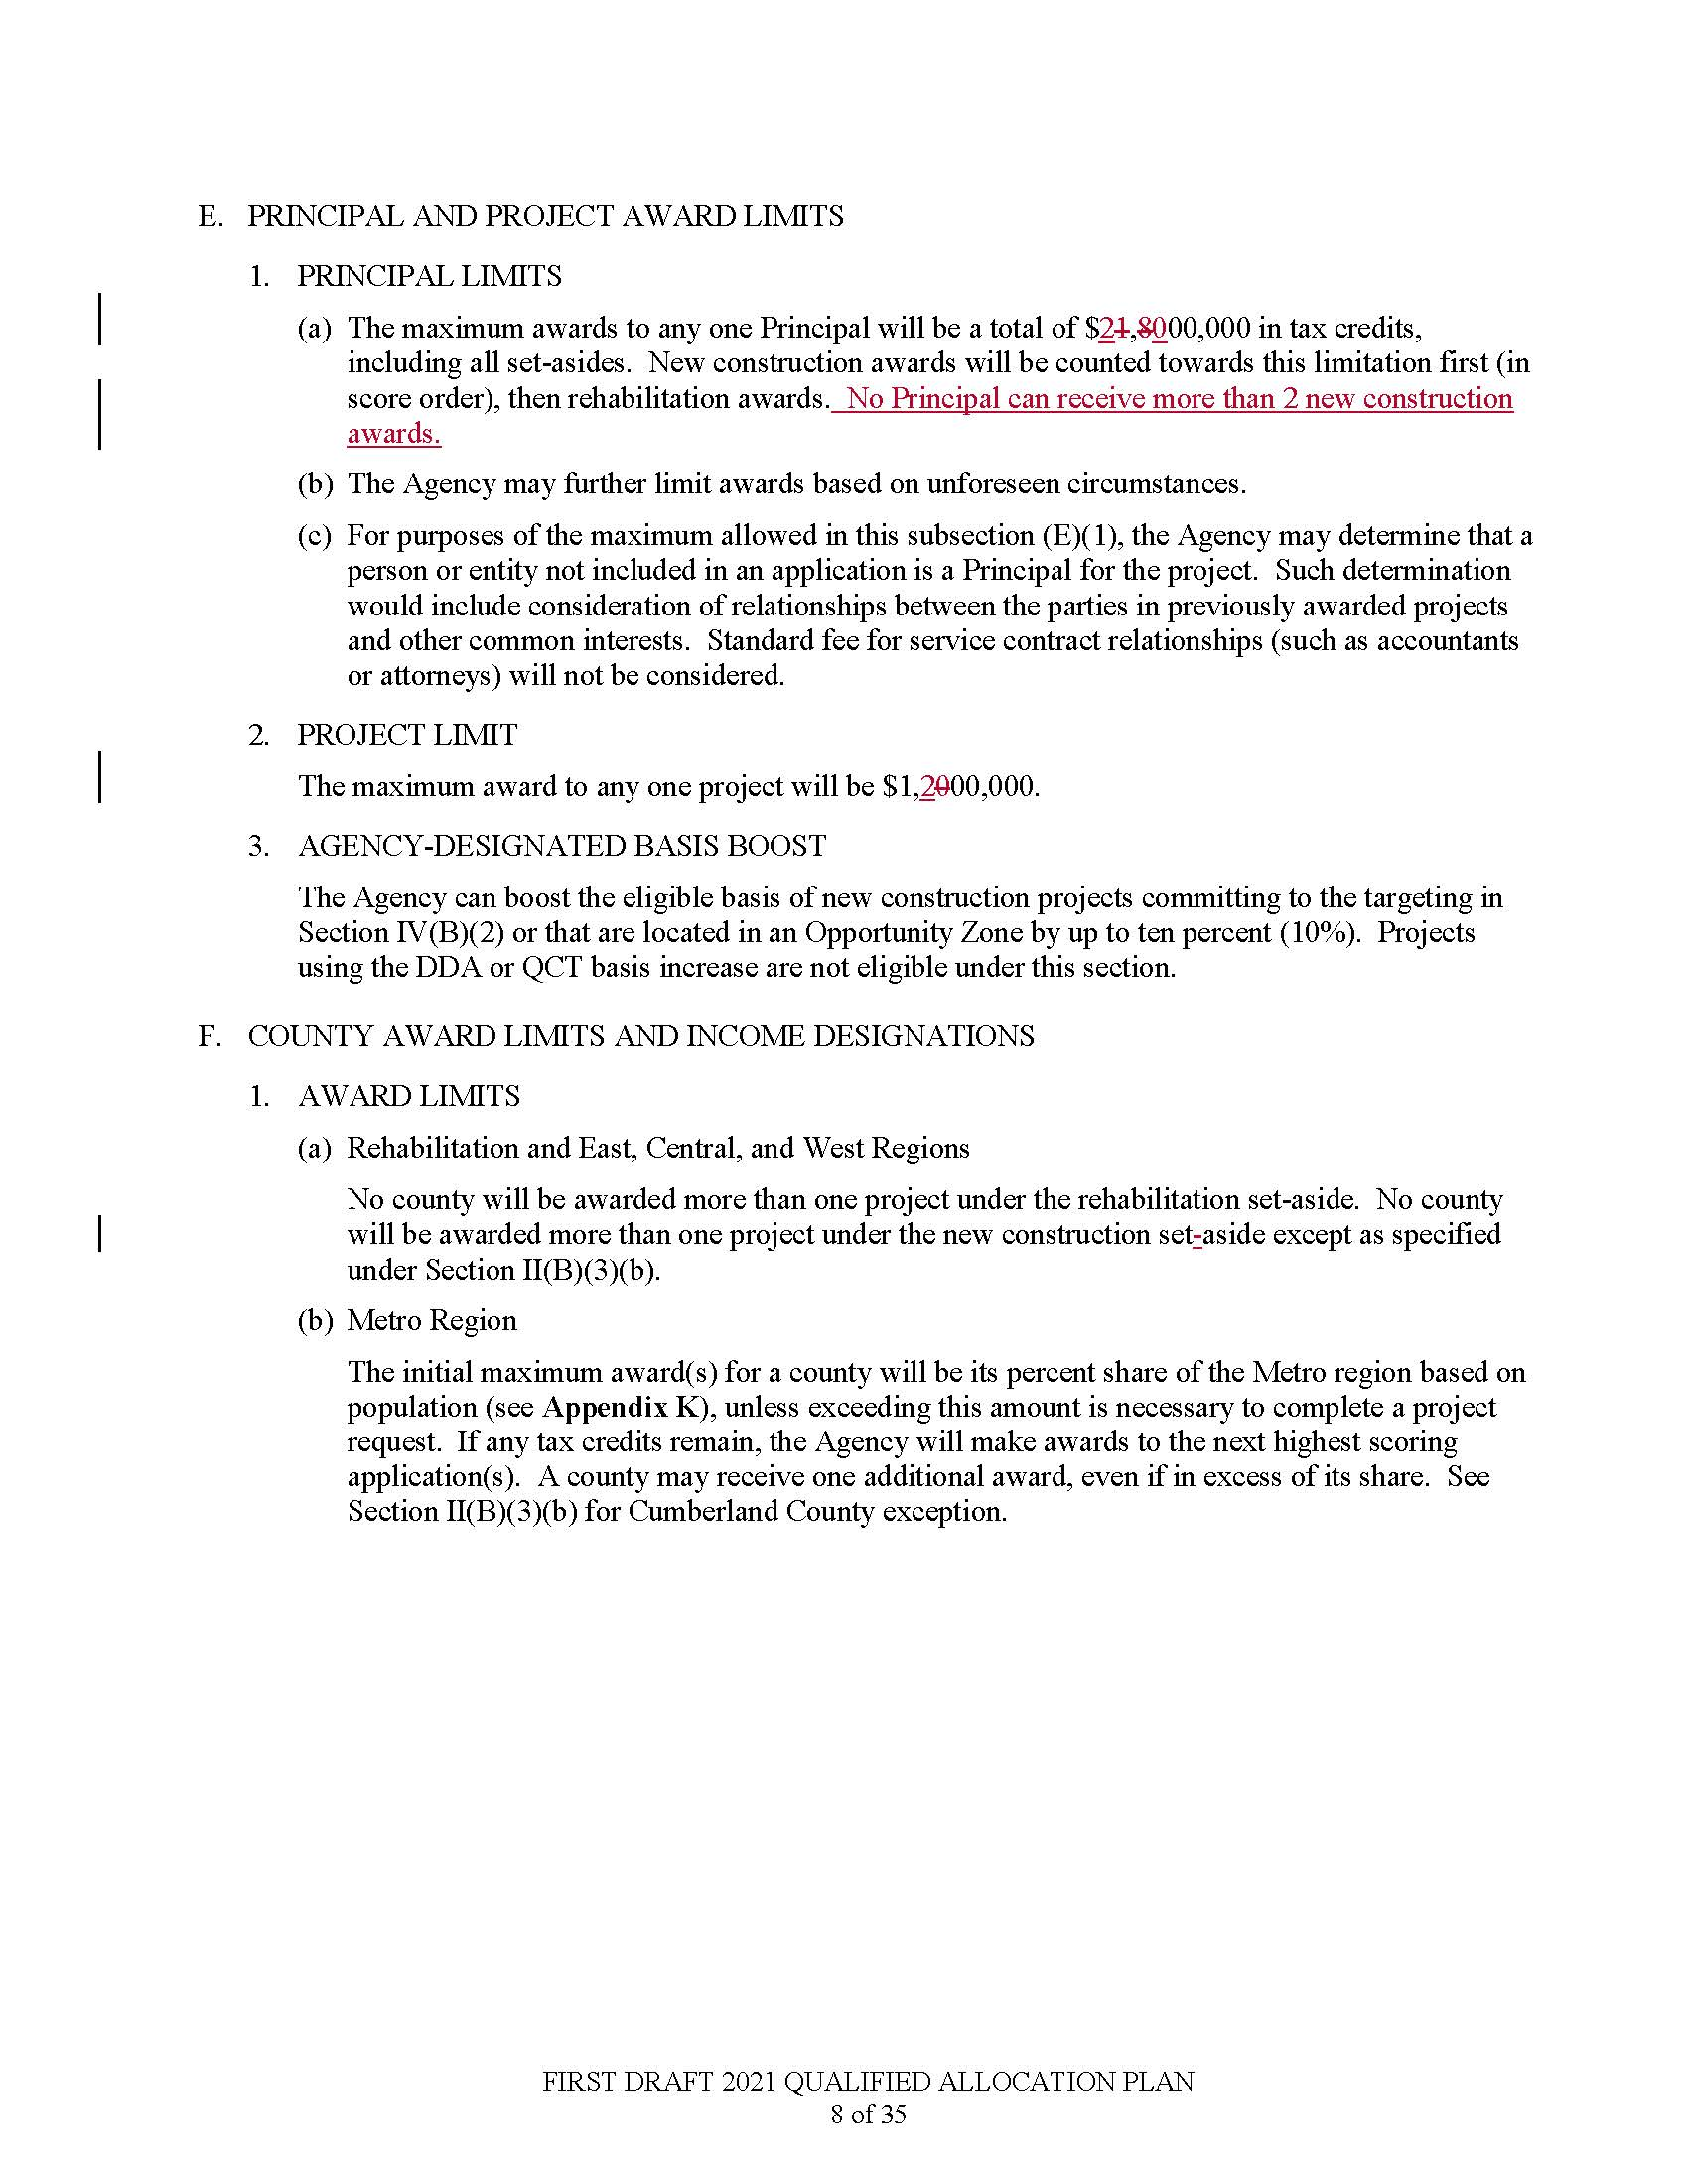 E. PRINCIPAL AND PROJECT AWARD LIMITS
1. PRINCIPAL LIMITS
(a) The maximum awards to any one Principal will be a total of $21,8000,000 in tax credits,
including all set-asides. New construction awards will be counted towards this limitation first (in
score order), then rehabilitation awards. No Principal can receive more than 2 new construction
awards.
(b) The Agency may further limit awards based on unforeseen circumstances.
(c) For purposes of the maximum allowed in this subsection (E)(1), the Agency may determine that a
person or entity not included in an application is a Principal for the project. Such determination
would include consideration of relationships between the parties in previously awarded projects
and other common interests. Standard fee for service contract relationships (such as accountants
or attorneys) will not be considered.
2. PROJECT LIMIT
The maximum award to any one project will be $1,2000,000.
3. AGENCY-DESIGNATED BASIS BOOST
The Agency can boost the eligible basis of new construction projects committing to the targeting in
Section IV(B)(2) or that are located in an Opportunity Zone by up to ten percent (10%). Projects
using the DDA or QCT basis increase are not eligible under this section.
F. COUNTY AWARD LIMITS AND INCOME DESIGNATIONS
1. AWARD LIMITS
(a) Rehabilitation and East, Central, and West Regions
No county will be awarded more than one project under the rehabilitation set-aside. No county
will be awarded more than one project under the new construction set-aside except as specified
under Section II(B)(3)(b).
(b) Metro Region
The initial maximum award(s) for a county will be its percent share of the Metro region based on
population (see Appendix K), unless exceeding this amount is necessary to complete a project
request. If any tax credits remain, the Agency will make awards to the next highest scoring
application(s). A county may receive one additional award, even if in excess of its share. See
Section II(B)(3)(b) for Cumberland County exception.
FIRST DRAFT 2021 QUALIFIED ALLOCATION PLAN
8 of 35